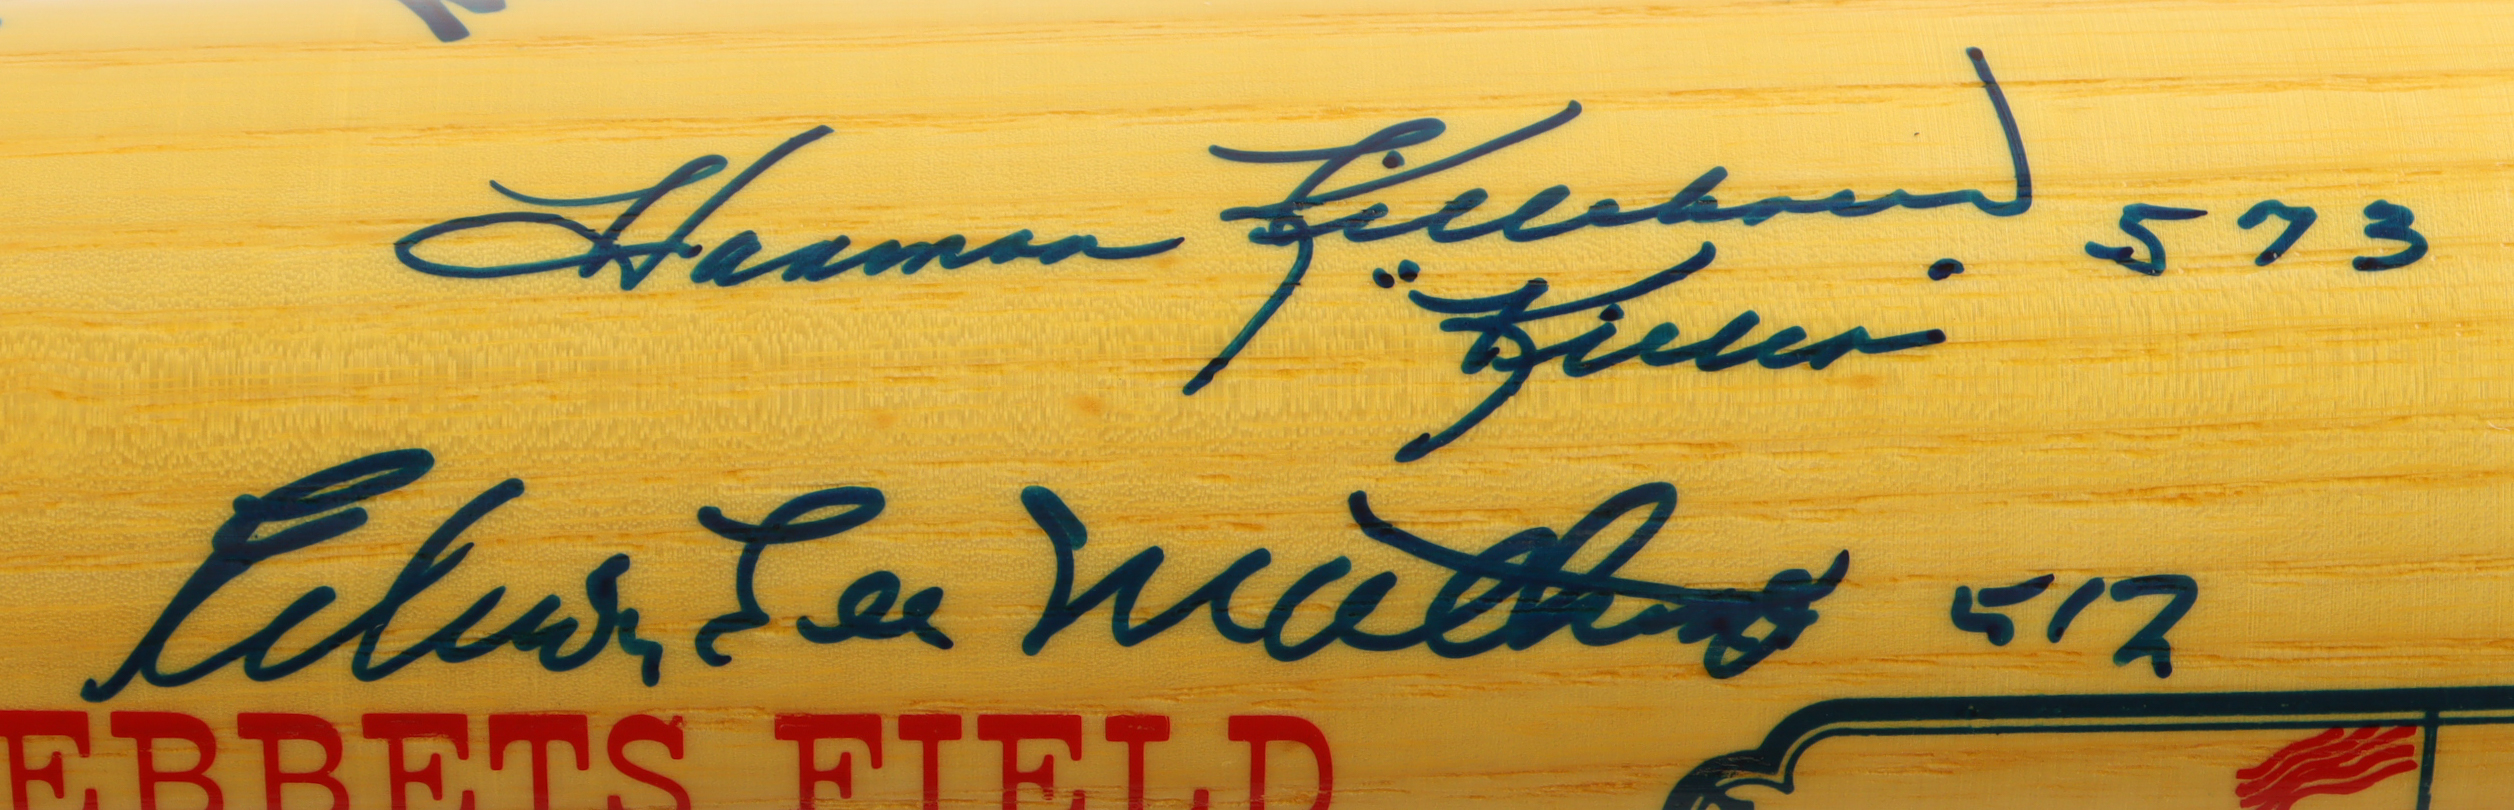 Harmon Killebrew 573
"Killer"
Edwin Lee Mathews 512
EBBETS FIELD